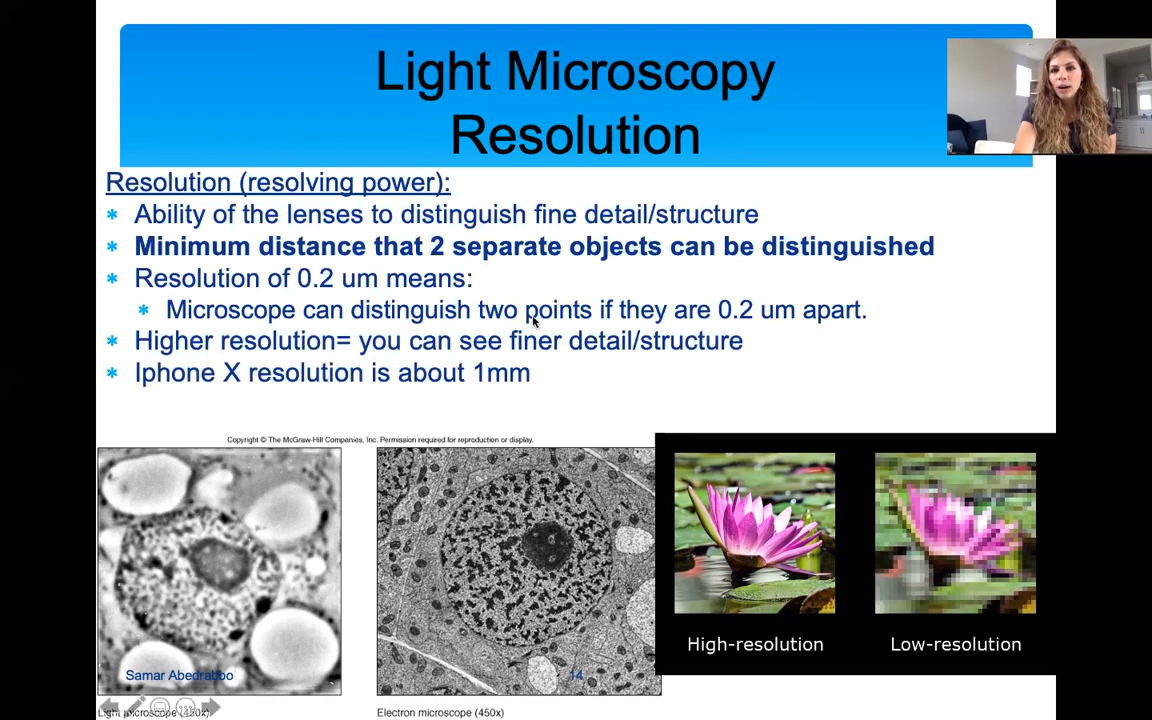 Light Microscopy
Resolution
Resolution (resolving power):
* Ability of the lenses to distinguish fine detail/structure
* Minimum distance that 2 separate objects can be distinguished
* Resolution of 0.2 um means:
* Microscope can distinguish two points if they are 0.2 um apart.
* Higher resolution= you can see finer detail/structure
* Iphone X resolution is about 1mm
Copyright © The McGraw-Hill Companies, Inc. Permission required for reproduction or display.
High-resolution
Low-resolution
Samar Abedrabbo
14
Light microscope (450x)
Electron microscope (450x)